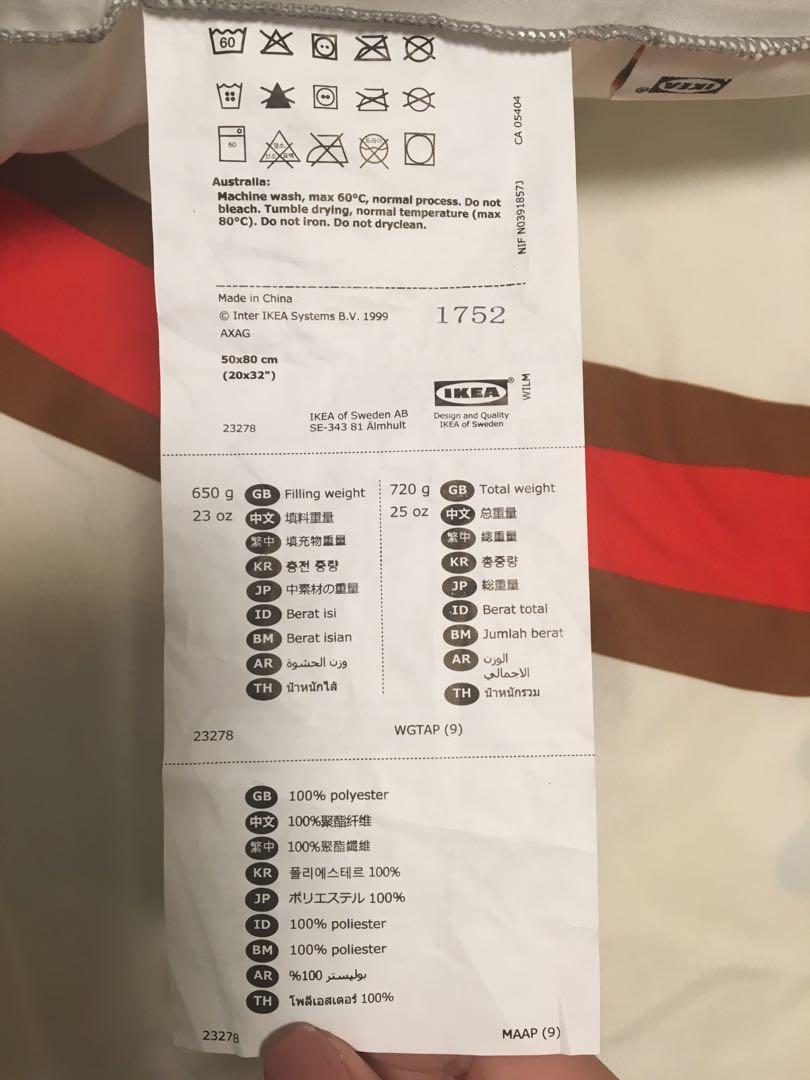 60
60
염소
산소 표백
드라이
Australia:
Machine wash, max 60°C, normal process. Do not
bleach. Tumble drying, normal temperature (max
80°C). Do not iron. Do not dryclean.
CA 05404
NIF N0391857J
Made in China
© Inter IKEA Systems B.V. 1999
AXAG
1752
50x80 cm
(20x32")
IKEA®
WILM
Design and Quality
IKEA of Sweden
23278
IKEA of Sweden AB
SE-343 81 Älmhult
650 g GB Filling weight
23 oz 中文 填料重量
繁中 填充物重量
KR 충전 중량
JP 中素材の重量
ID Berat isi
BM Berat isian
AR وزن الحشوة
TH น้ำหนักไส้
720 g GB Total weight
25 oz 中文 总重量
繁中 總重量
KR 총중량
JP 総重量
ID Berat total
BM Jumlah berat
AR الوزن
الاجمالي
TH น้ำหนักรวม
23278
WGTAP (9)
GB 100% polyester
中文 100%聚酯纤维
繁中 100%聚酯纖維
KR 폴리에스테르 100%
JP ポリエステル 100%
ID 100% poliester
BM 100% poliester
AR بوليستر 100%
TH โพลีเอสเตอร์ 100%
23278
MAAP (9)
IKEA®